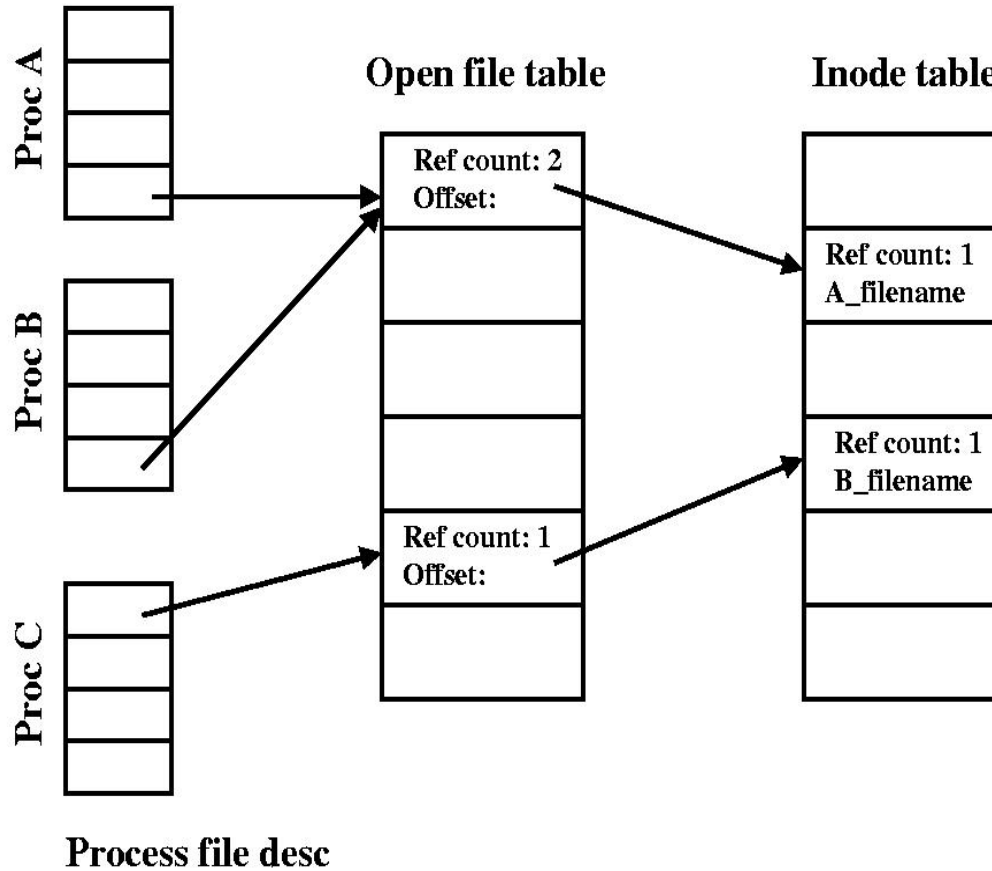 Proc A
Open file table
Inode table
Ref count: 2
Offset:
Ref count: 1
A_filename
Proc B
Ref count: 1
B_filename
Ref count: 1
Offset:
Proc C
Process file desc